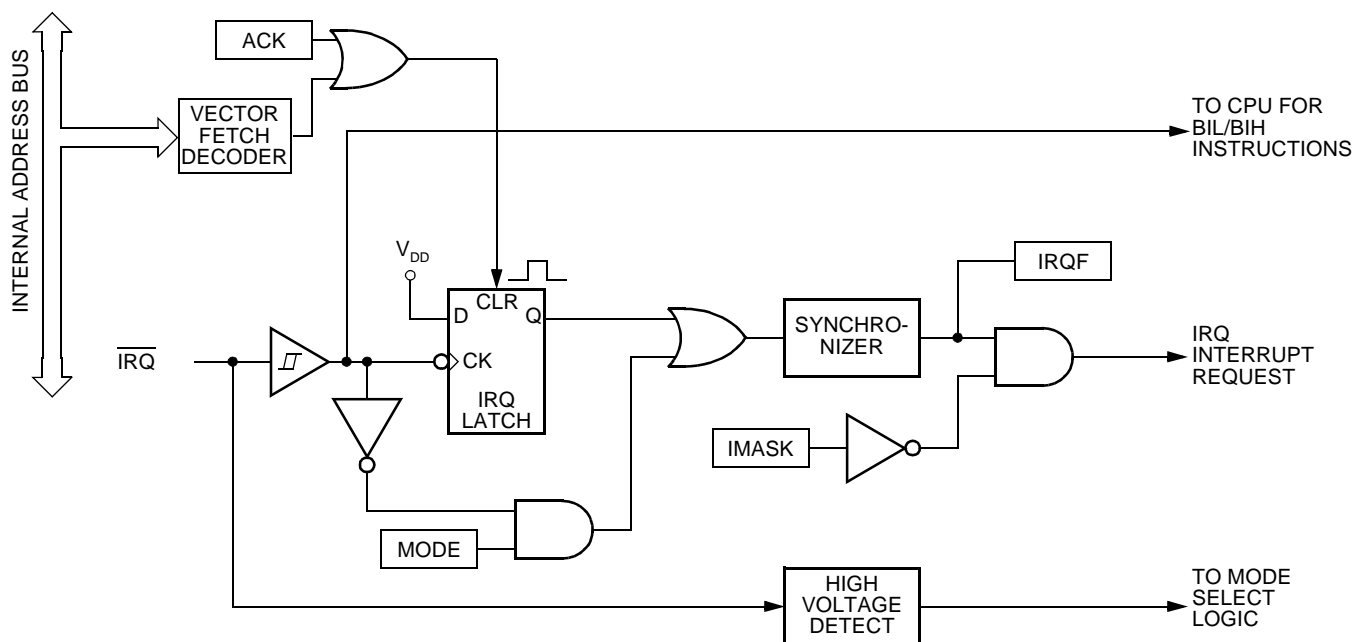 INTERNAL ADDRESS BUS
ACK
VECTOR
FETCH
DECODER
TO CPU FOR
BIL/BIH
INSTRUCTIONS
VDD
CLR
D
Q
CK
IRQ
LATCH
IRQ
SYNCHRO-
NIZER
IRQF
IRQ
INTERRUPT
REQUEST
IMASK
MODE
HIGH
VOLTAGE
DETECT
TO MODE
SELECT
LOGIC